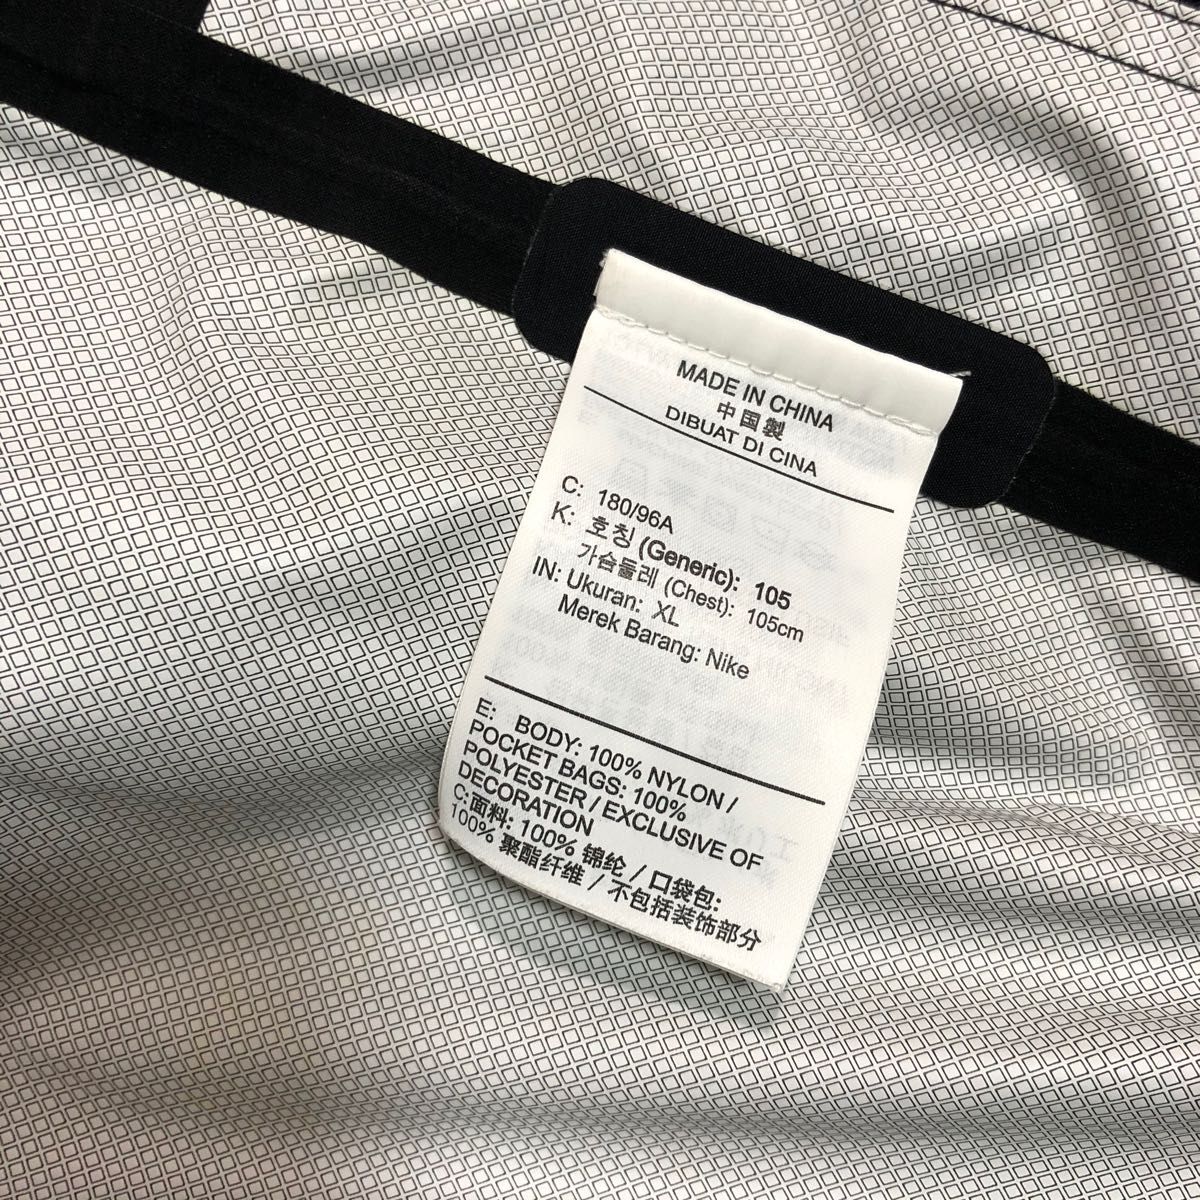 MADE IN CHINA
中国製
DIBUAT DI CINA
C: 180/96A
K: 호칭 (Generic): 105
가슴둘레 (Chest): 105cm
IN: Ukuran: XL
Merek Barang: Nike
E: BODY: 100% NYLON /
POCKET BAGS: 100%
POLYESTER / EXCLUSIVE OF
DECORATION
C: 面料: 100% 锦纶 / 口袋包:
100% 聚酯纤维 / 不包括装饰部分